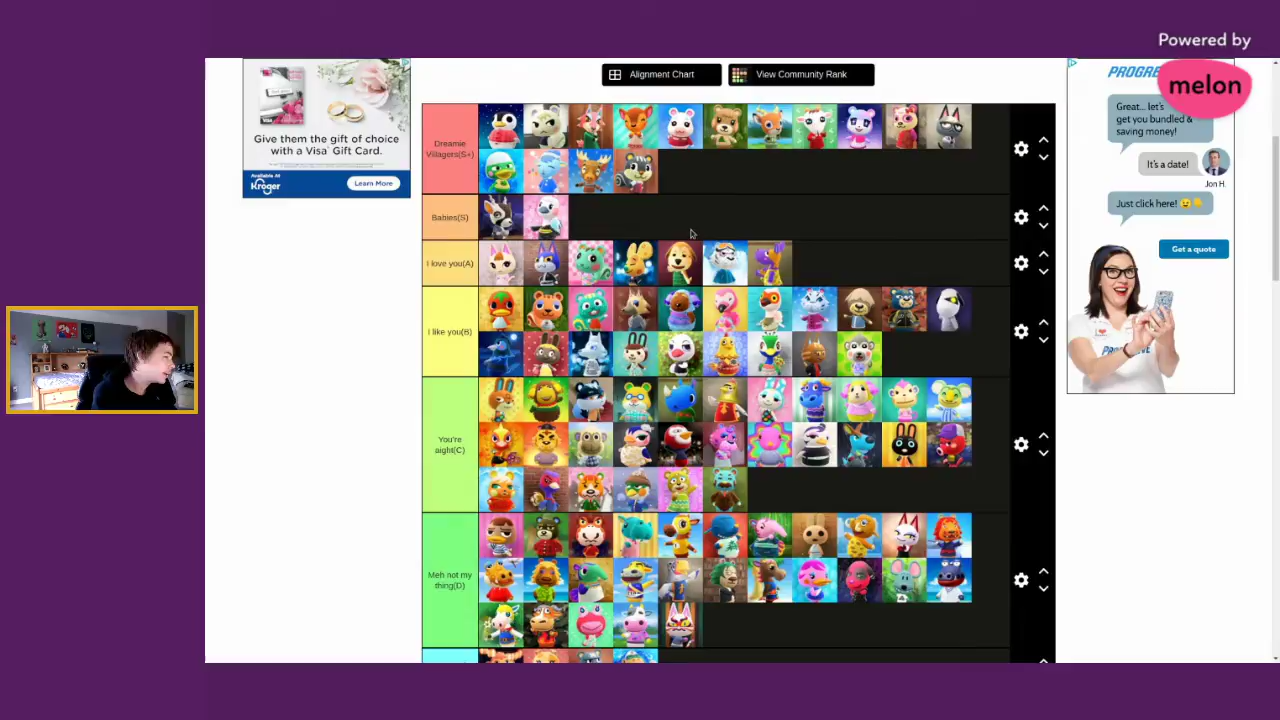 Powered by
melon
Give them the gift of choice
with a Visa® Gift Card.
Available At
Kroger
Learn More
Alignment Chart
View Community Rank
Dreamie
Villagers(S+)
Babies(S)
I love you(A)
I like you(B)
You're
aight(C)
Meh not my
thing(D)
Great... let's
get you bundled &
saving money!
It's a date!
Jon H.
Just click here!
Get a quote